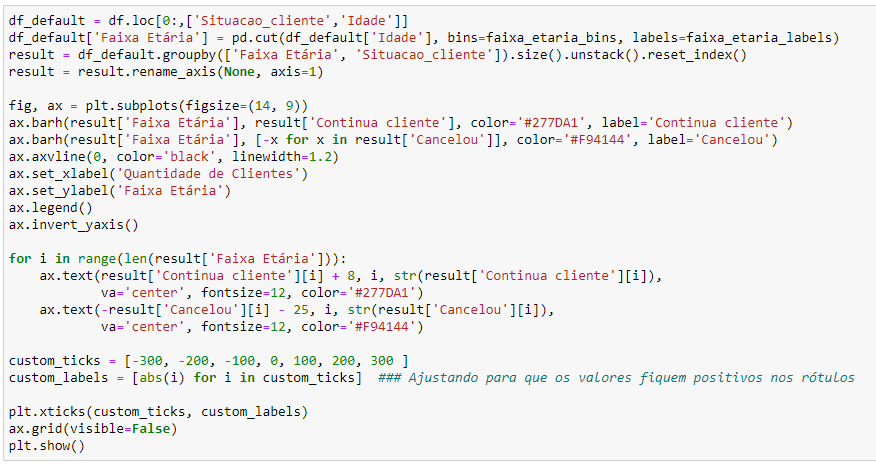 df_default = df.loc[0:,['Situacao_cliente','Idade']]
df_default['Faixa Etária'] = pd.cut(df_default['Idade'], bins=faixa_etaria_bins, labels=faixa_etaria_labels)
result = df_default.groupby(['Faixa Etária', 'Situacao_cliente']).size().unstack().reset_index()
result = result.rename_axis(None, axis=1)

fig, ax = plt.subplots(figsize=(14, 9))
ax.barh(result['Faixa Etária'], result['Continua cliente'], color='#277DA1', label='Continua cliente')
ax.barh(result['Faixa Etária'], [-x for x in result['Cancelou']], color='#F94144', label='Cancelou')
ax.axvline(0, color='black', linewidth=1.2)
ax.set_xlabel('Quantidade de Clientes')
ax.set_ylabel('Faixa Etária')
ax.legend()
ax.invert_yaxis()

for i in range(len(result['Faixa Etária'])):
    ax.text(result['Continua cliente'][i] + 8, i, str(result['Continua cliente'][i]),
            va='center', fontsize=12, color='#277DA1')
    ax.text(-result['Cancelou'][i] - 25, i, str(result['Cancelou'][i]),
            va='center', fontsize=12, color='#F94144')

custom_ticks = [-300, -200, -100, 0, 100, 200, 300 ]
custom_labels = [abs(i) for i in custom_ticks]  ### Ajustando para que os valores fiquem positivos nos rótulos

plt.xticks(custom_ticks, custom_labels)
ax.grid(visible=False)
plt.show()